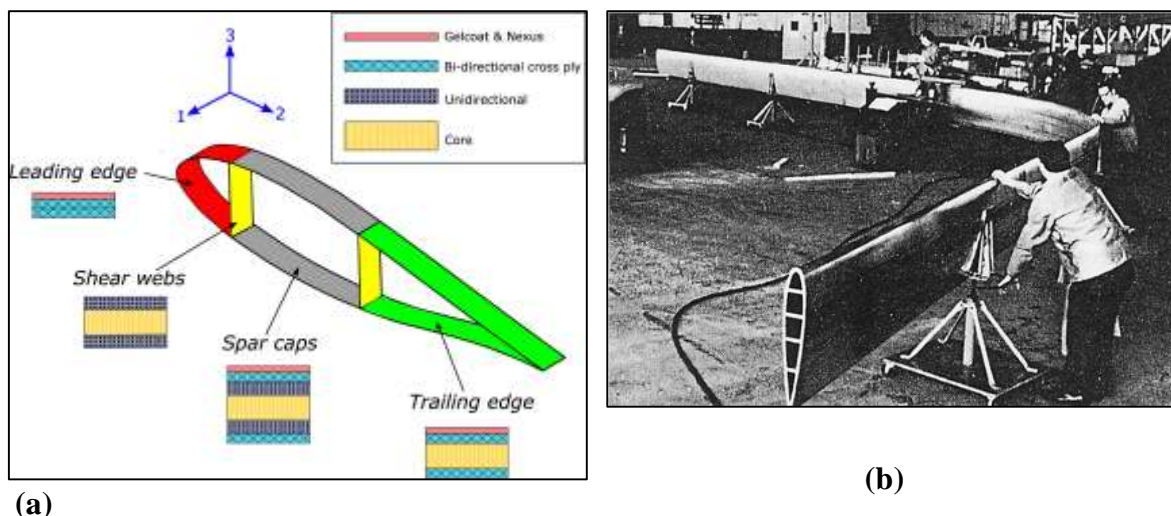 3
1
2
Gelcoat & Nexus
Bi-directional cross ply
Unidirectional
Core
Leading edge
Shear webs
Spar caps
Trailing edge
(a)
(b)